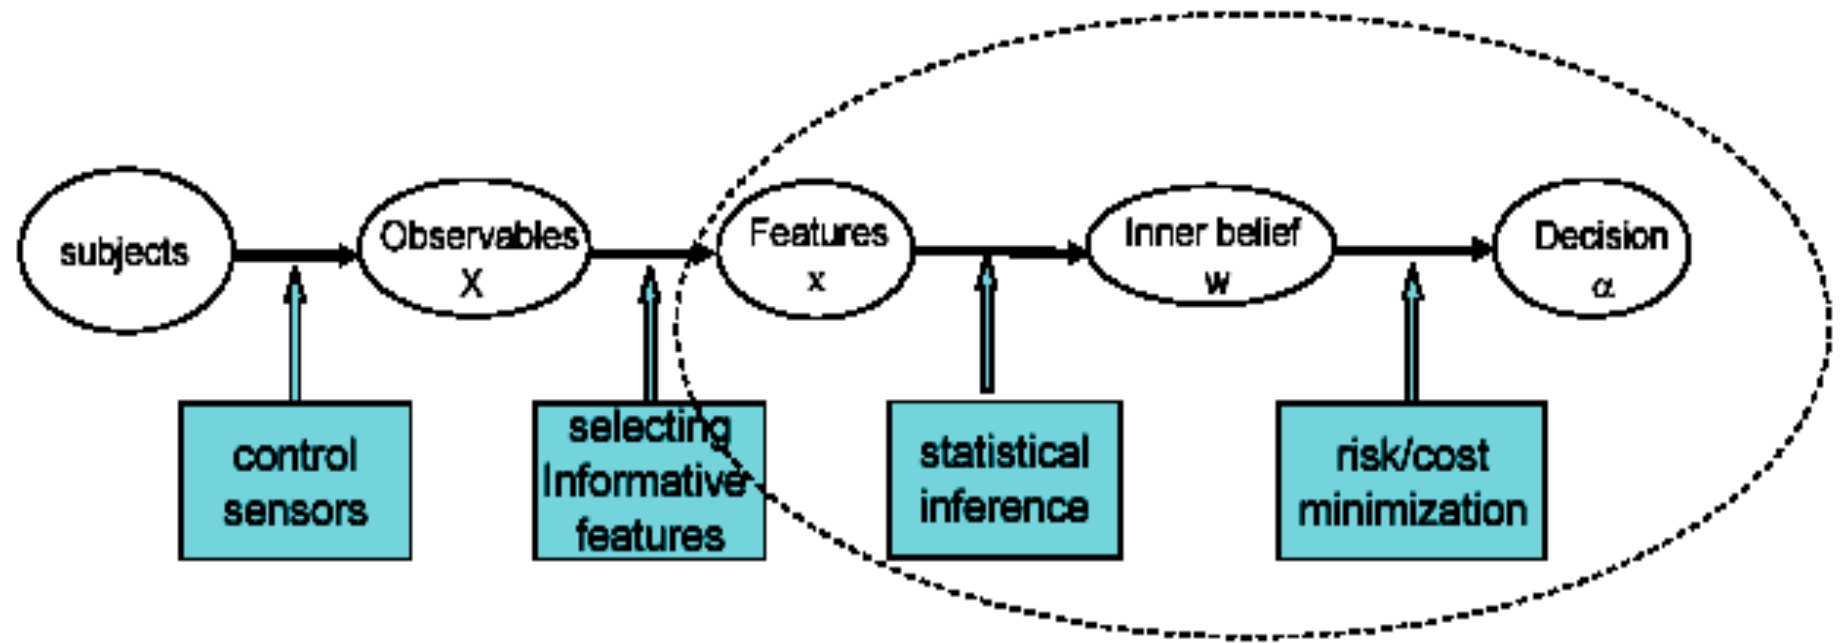 subjects
Observables
X
Features
x
Inner belief
w
Decision
α
control
sensors
selecting
Informative
features
statistical
inference
risk/cost
minimization